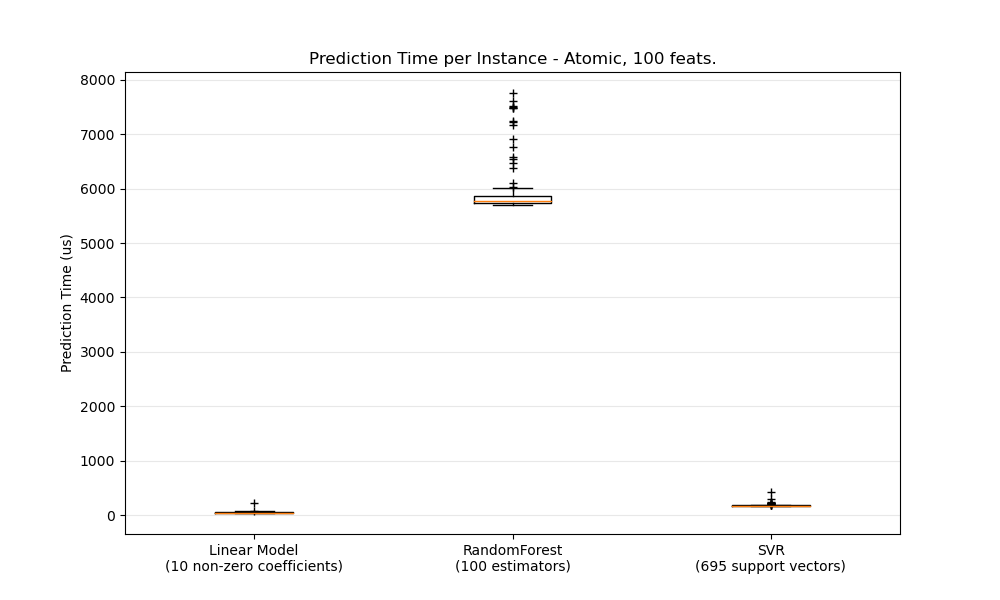 Prediction Time per Instance - Atomic, 100 feats.
Prediction Time (us)
8000
7000
6000
5000
4000
3000
2000
1000
0
Linear Model
(10 non-zero coefficients)
RandomForest
(100 estimators)
SVR
(695 support vectors)